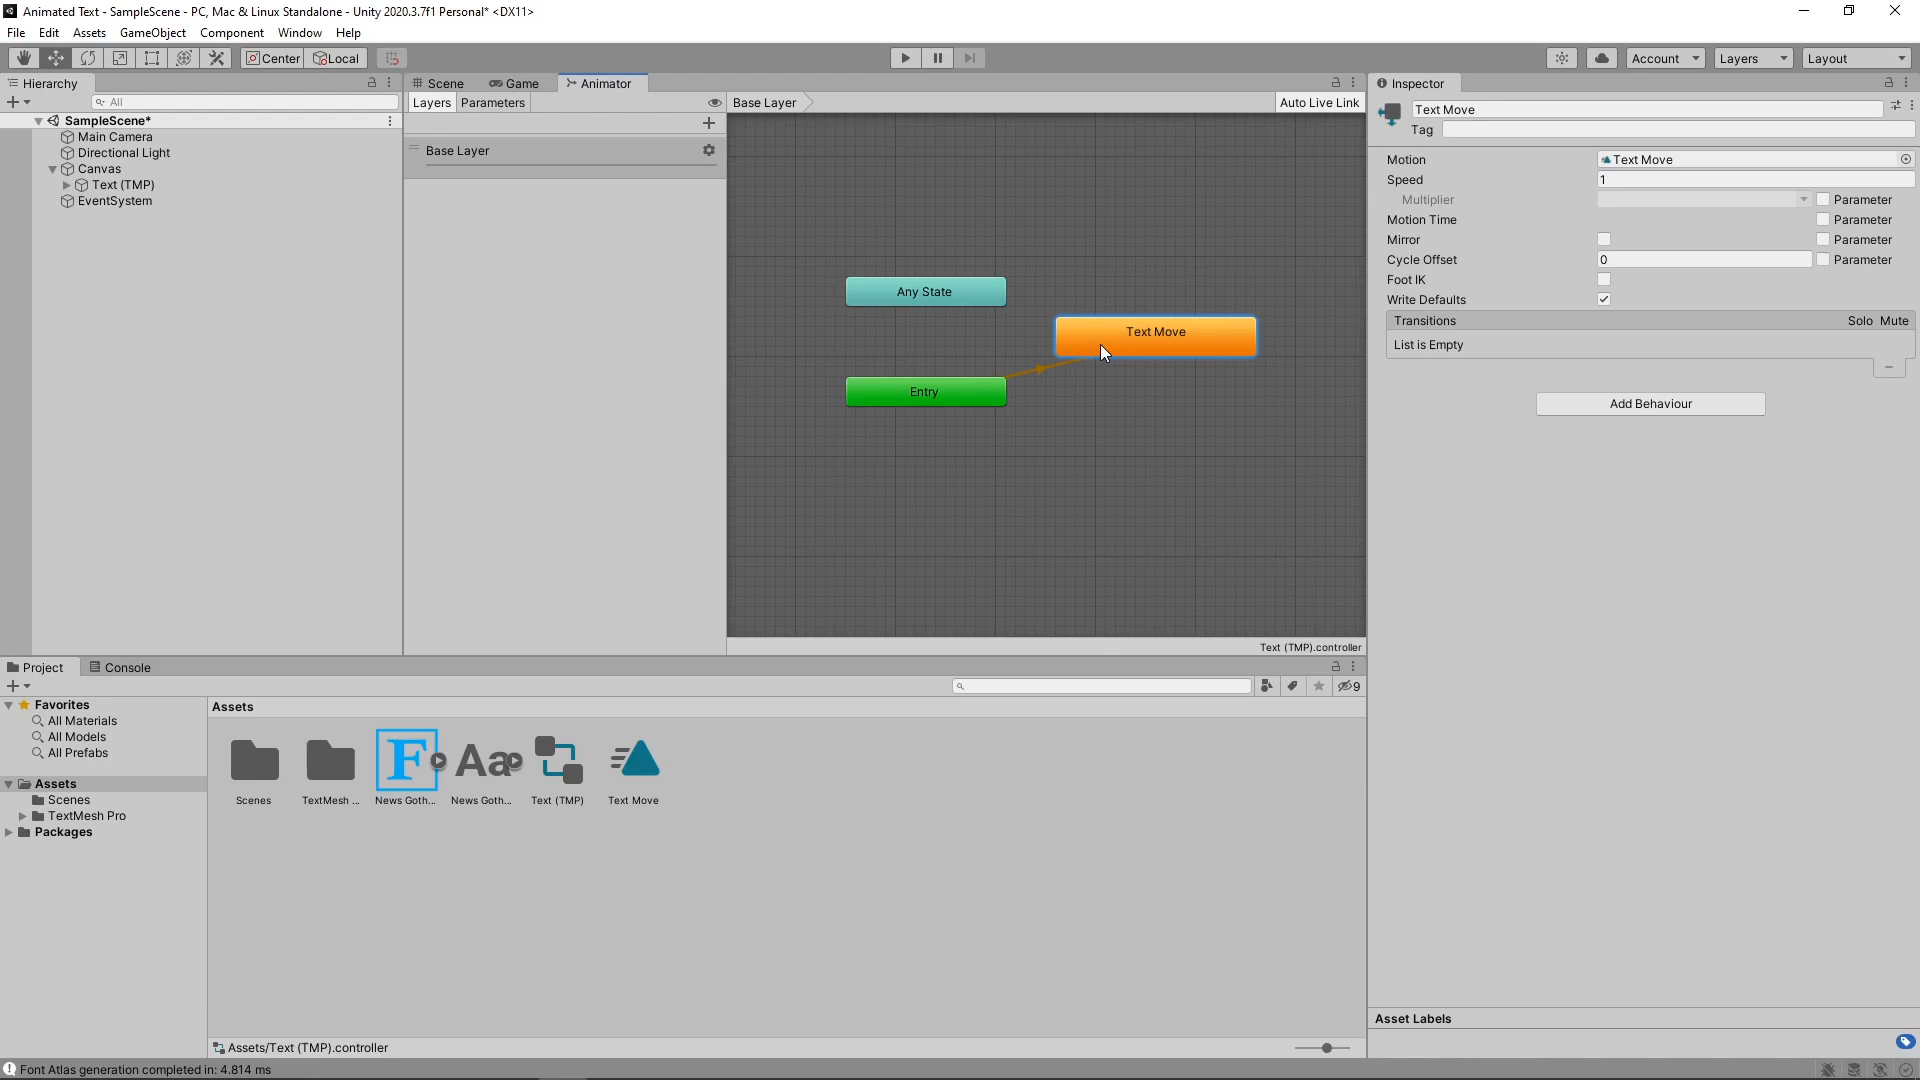 Animated Text - SampleScene - PC, Mac & Linux Standalone - Unity 2020.3.7f1 Personal* <DX11>
File Edit Assets GameObject Component Window Help
Center Local Account Layers Layout
Hierarchy
All
SampleScene*
Main Camera
Directional Light
Canvas
Text (TMP)
EventSystem
Scene Game Animator
Layers Parameters Base Layer Auto Live Link
Base Layer
Any State
Text Move
Entry
Text (TMP).controller
Inspector
Text Move
Tag
Motion Text Move
Speed 1
Multiplier Parameter
Motion Time Parameter
Mirror Parameter
Cycle Offset 0 Parameter
Foot IK
Write Defaults
Transitions Solo Mute
List is Empty
Add Behaviour
Asset Labels
Project Console
9
Favorites
All Materials
All Models
All Prefabs
Assets
Scenes
TextMesh Pro
Packages
Assets
F Aa
Scenes TextMesh ... News Goth... News Goth... Text (TMP) Text Move
Assets/Text (TMP).controller
Font Atlas generation completed in: 4.814 ms